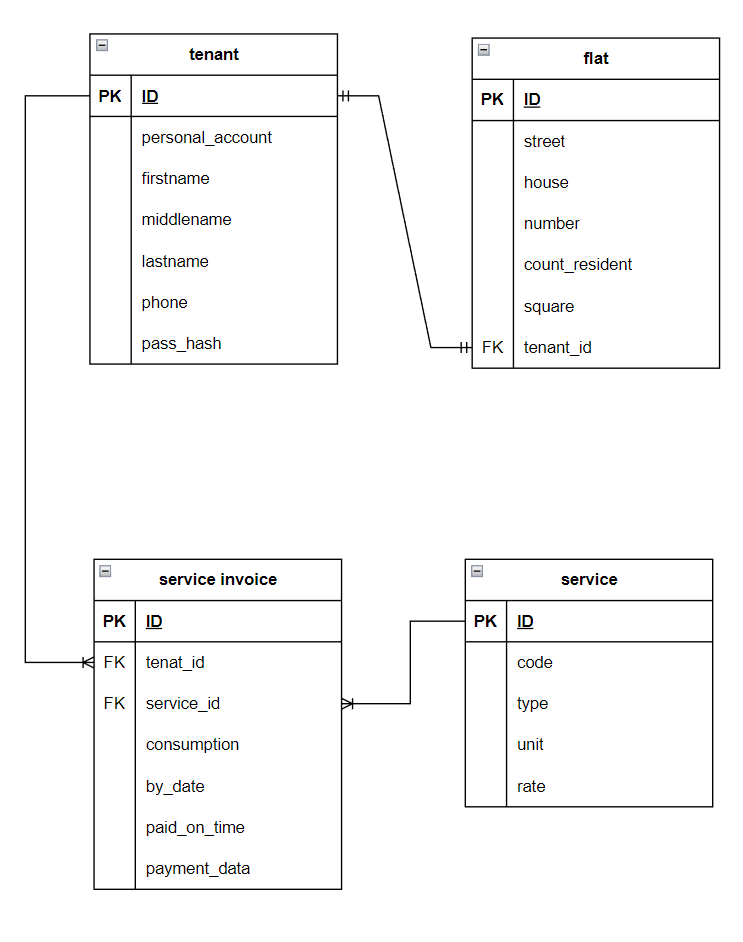 tenant
PK ID
personal_account
firstname
middlename
lastname
phone
pass_hash
flat
PK ID
street
house
number
count_resident
square
FK tenant_id
service invoice
PK ID
FK tenat_id
FK service_id
consumption
by_date
paid_on_time
payment_data
service
PK ID
code
type
unit
rate